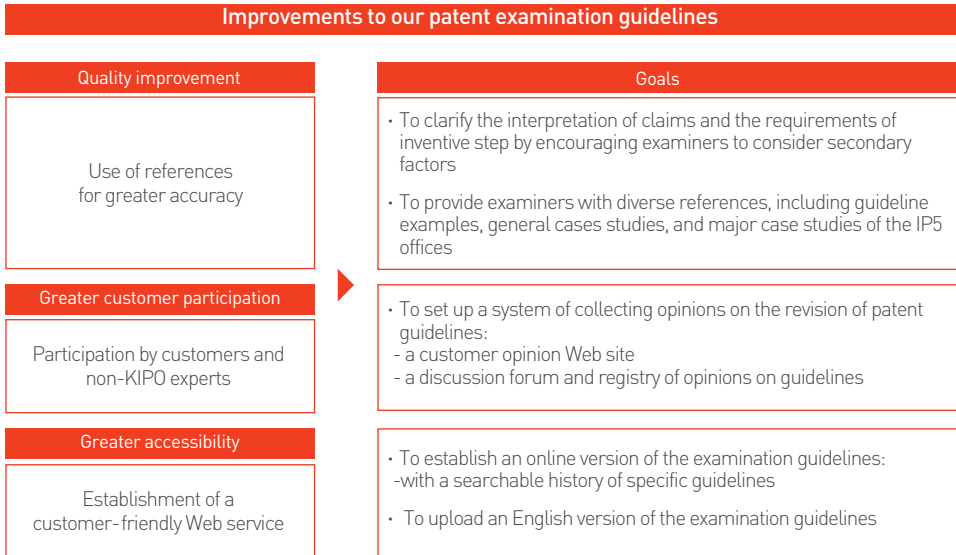 Improvements to our patent examination guidelines
Quality improvement
Use of references
for greater accuracy
Goals
· To clarify the interpretation of claims and the requirements of
inventive step by encouraging examiners to consider secondary
factors
· To provide examiners with diverse references, including guideline
examples, general cases studies, and major case studies of the IP5
offices
Greater customer participation
Participation by customers and
non-KIPO experts
· To set up a system of collecting opinions on the revision of patent
guidelines:
- a customer opinion Web site
- a discussion forum and registry of opinions on guidelines
Greater accessibility
Establishment of a
customer-friendly Web service
· To establish an online version of the examination guidelines:
-with a searchable history of specific guidelines
· To upload an English version of the examination guidelines